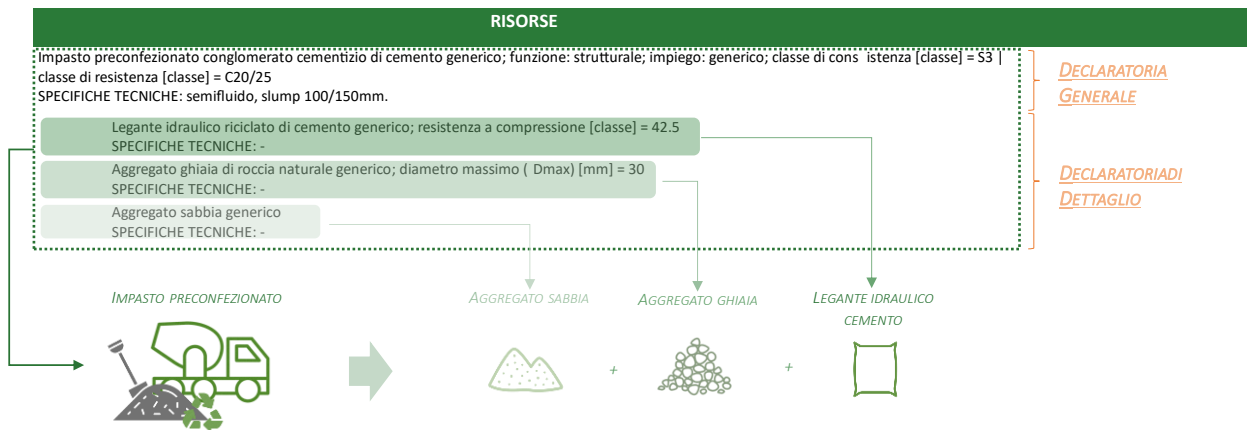 RISORSE
Impasto preconfezionato conglomerato cementizio di cemento generico; funzione: strutturale; impiego: generico; classe di cons istenza [classe] = S3 |
classe di resistenza [classe] = C20/25
SPECIFICHE TECNICHE: semifluido, slump 100/150mm.
DECLARATORIA
GENERALE
Legante idraulico riciclato di cemento generico; resistenza a compressione [classe] = 42.5
SPECIFICHE TECNICHE: -
Aggregato ghiaia di roccia naturale generico; diametro massimo ( Dmax) [mm] = 30
SPECIFICHE TECNICHE: -
Aggregato sabbia generico
SPECIFICHE TECNICHE: -
DECLARATORIADI
DETTAGLIO
IMPASTO PRECONFEZIONATO
AGGREGATO SABBIA
AGGREGATO GHIAIA
LEGANTE IDRAULICO
CEMENTO
+
+